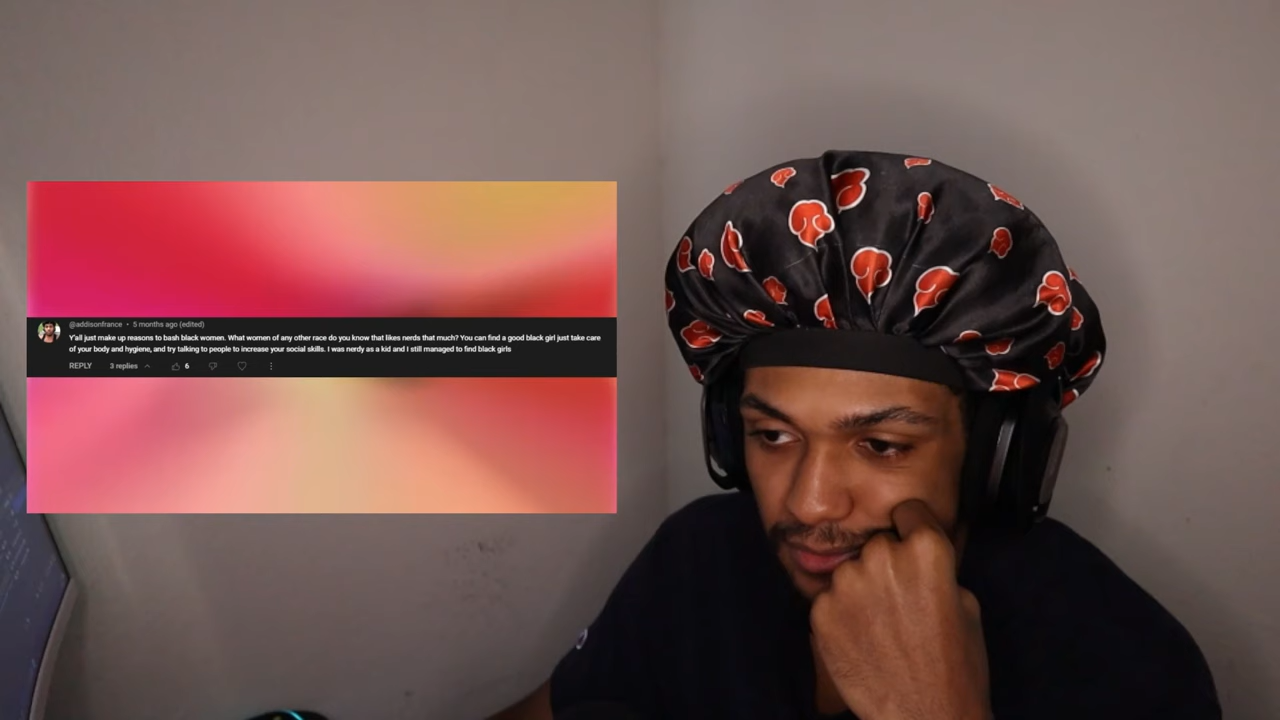 @addisonfrance • 5 months ago (edited)
Y'all just make up reasons to bash black women. What women of any other race do you know that likes nerds that much? You can find a good black girl just take care
of your body and hygiene, and try talking to people to increase your social skills. I was nerdy as a kid and I still managed to find black girls
REPLY 3 replies 6